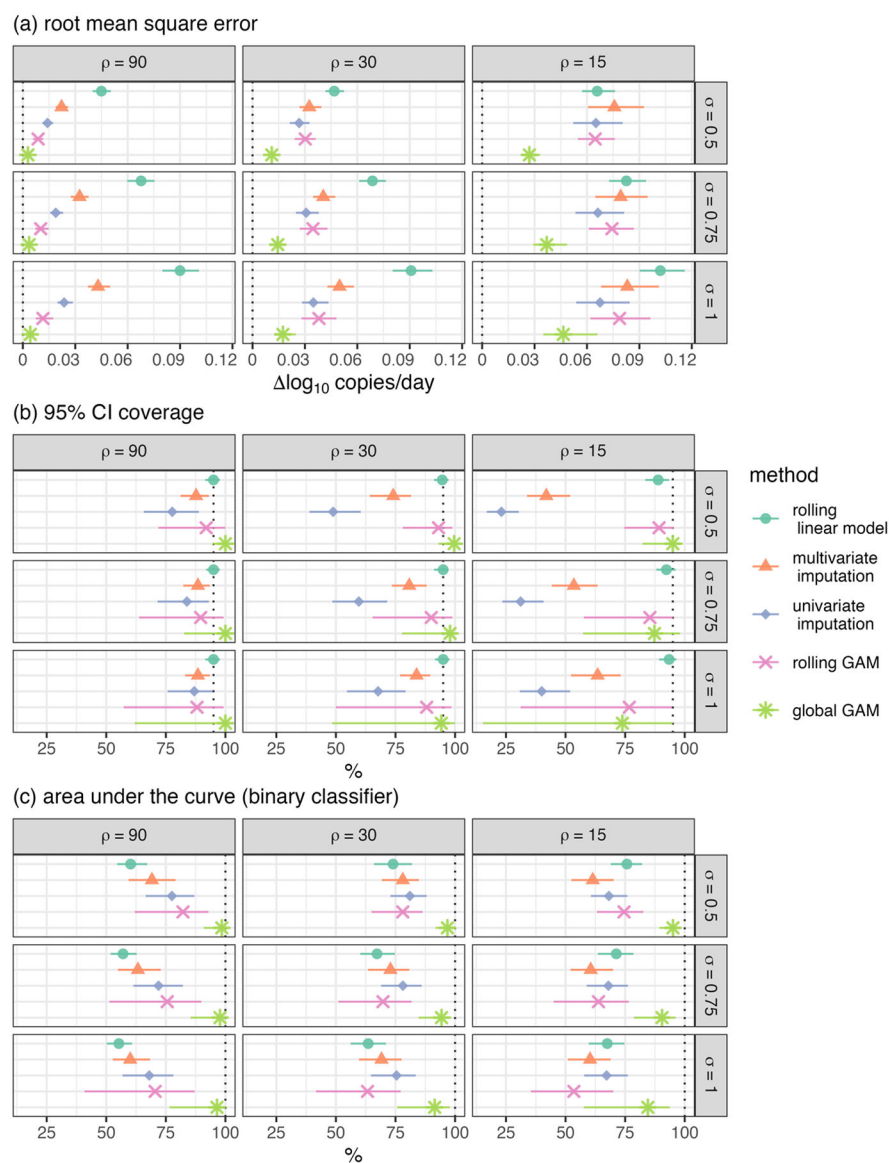 (a) root mean square error
ρ = 90
ρ = 30
ρ = 15
σ = 0.5
σ = 0.75
σ = 1
0 0.03 0.06 0.09 0.12
0 0.03 0.06 0.09 0.12
0 0.03 0.06 0.09 0.12
Δlog₁₀ copies/day
(b) 95% CI coverage
ρ = 90
ρ = 30
ρ = 15
σ = 0.5
σ = 0.75
σ = 1
25 50 75 100
25 50 75 100
25 50 75 100
%
method
rolling
linear model
multivariate
imputation
univariate
imputation
rolling GAM
global GAM
(c) area under the curve (binary classifier)
ρ = 90
ρ = 30
ρ = 15
σ = 0.5
σ = 0.75
σ = 1
25 50 75 100
25 50 75 100
25 50 75 100
%